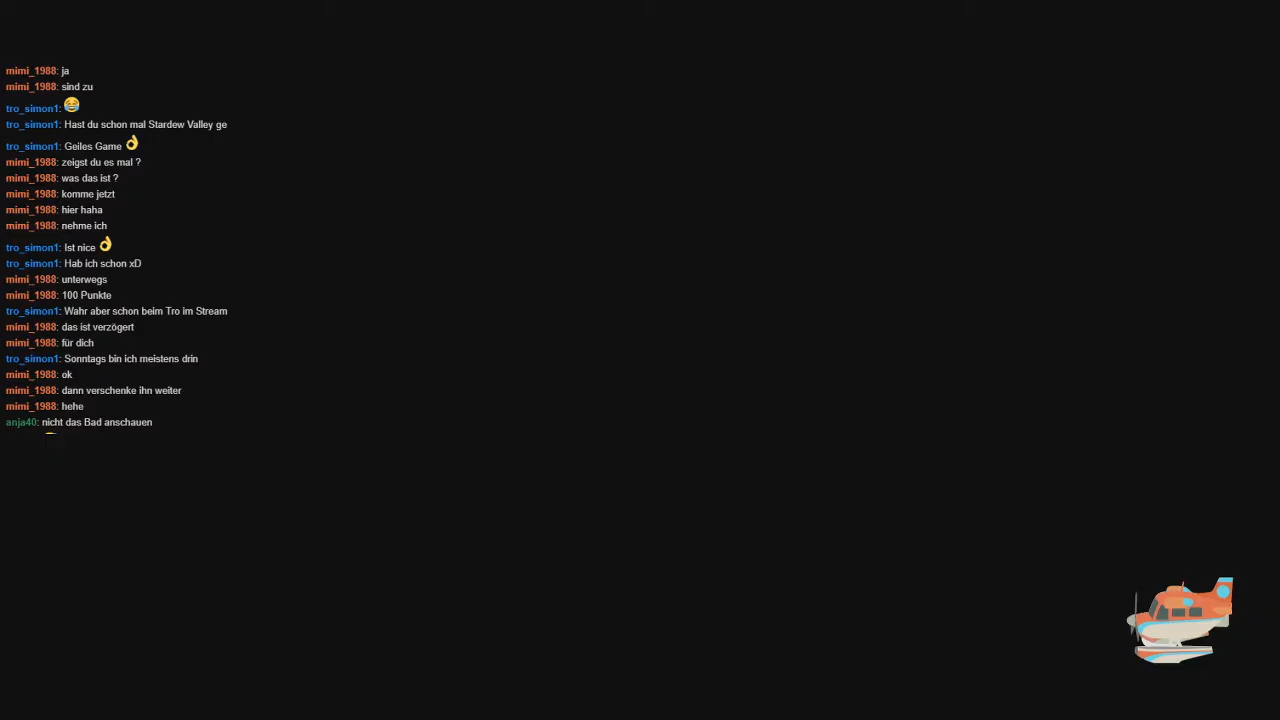 mimi_1988: ja
mimi_1988: sind zu
tro_simon1: 😂
tro_simon1: Hast du schon mal Stardew Valley ge
tro_simon1: Geiles Game 👌
mimi_1988: zeigst du es mal ?
mimi_1988: was das ist ?
mimi_1988: komme jetzt
mimi_1988: hier haha
mimi_1988: nehme ich
tro_simon1: Ist nice 👌
tro_simon1: Hab ich schon xD
mimi_1988: unterwegs
mimi_1988: 100 Punkte
tro_simon1: Wahr aber schon beim Tro im Stream
mimi_1988: das ist verzögert
mimi_1988: für dich
tro_simon1: Sonntags bin ich meistens drin
mimi_1988: ok
mimi_1988: dann verschenke ihn weiter
mimi_1988: hehe
anja40: nicht das Bad anschauen